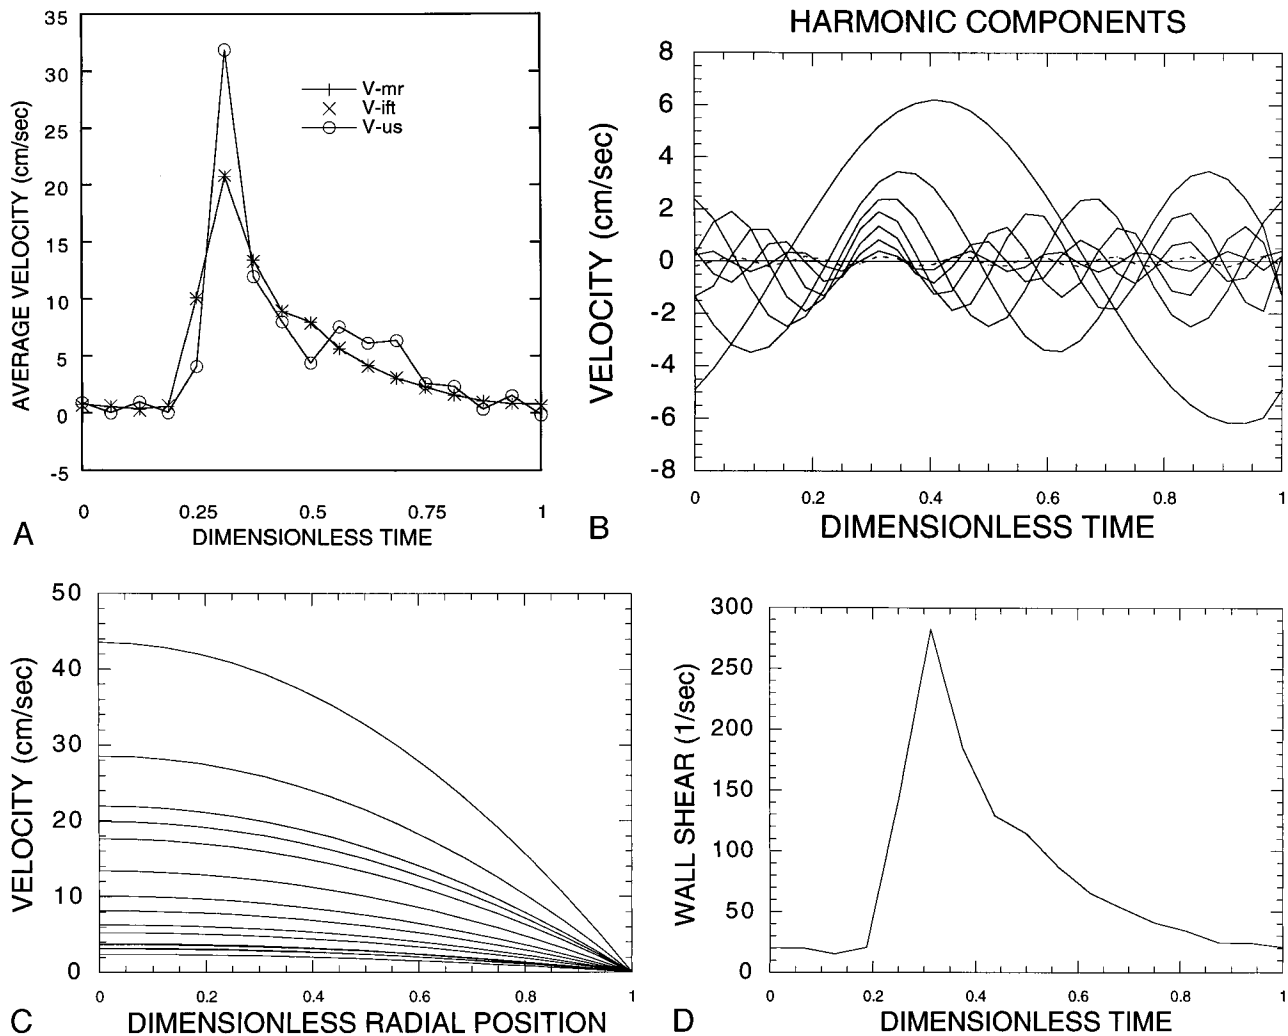 35
30
25
20
15
10
5
0
-5
AVERAGE VELOCITY (cm/sec)
V-mr
V-ift
V-us
0 0.25 0.5 0.75 1
DIMENSIONLESS TIME
A
HARMONIC COMPONENTS
8
6
4
2
0
-2
-4
-6
-8
VELOCITY (cm/sec)
0 0.2 0.4 0.6 0.8 1
DIMENSIONLESS TIME
B
50
40
30
20
10
0
VELOCITY (cm/sec)
0 0.2 0.4 0.6 0.8 1
DIMENSIONLESS RADIAL POSITION
C
300
250
200
150
100
50
0
WALL SHEAR (1/sec)
0 0.2 0.4 0.6 0.8 1
DIMENSIONLESS TIME
D